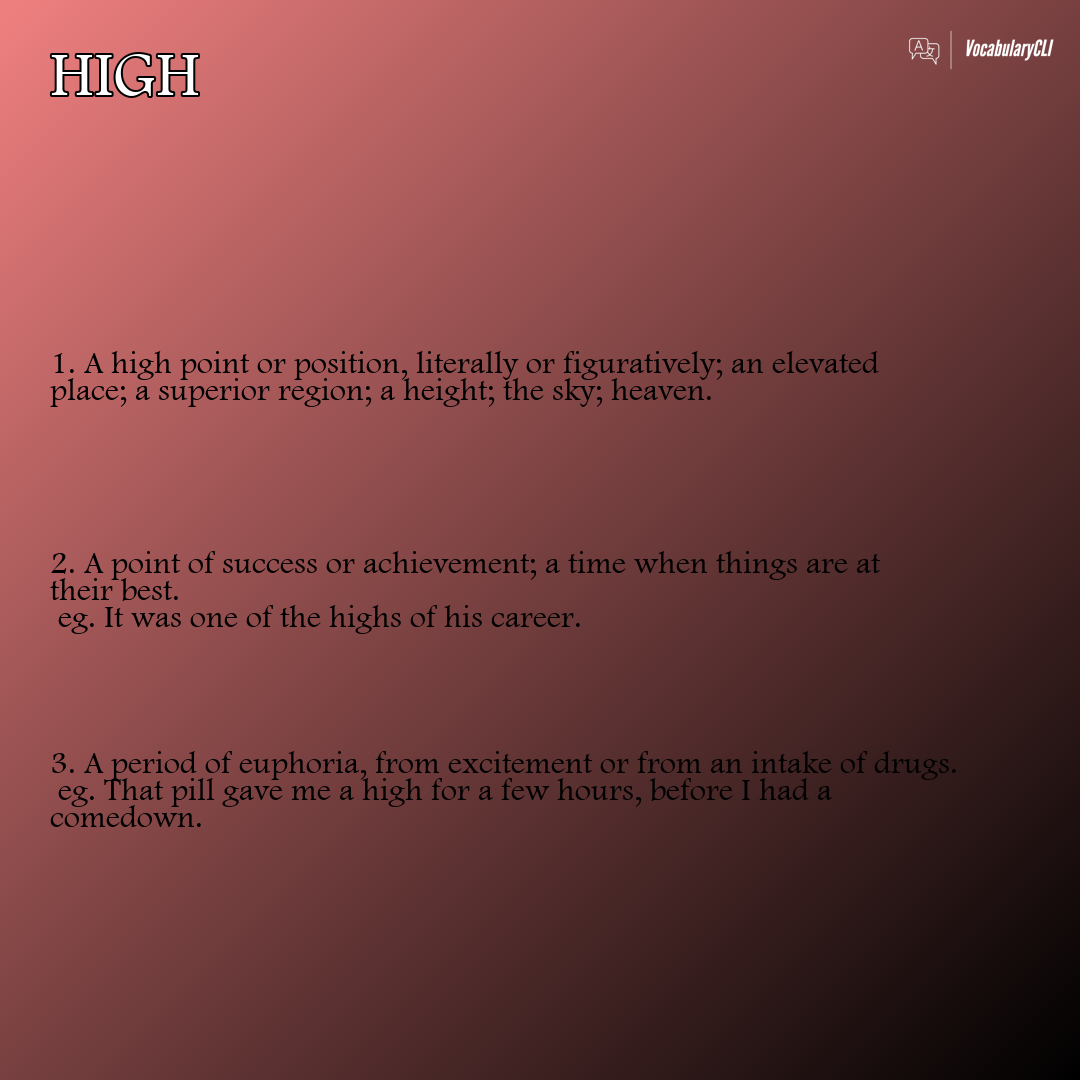 HIGH
VocabularyCLI
1. A high point or position, literally or figuratively; an elevated
place; a superior region; a height; the sky; heaven.
2. A point of success or achievement; a time when things are at
their best.
eg. It was one of the highs of his career.
3. A period of euphoria, from excitement or from an intake of drugs.
eg. That pill gave me a high for a few hours, before I had a
comedown.